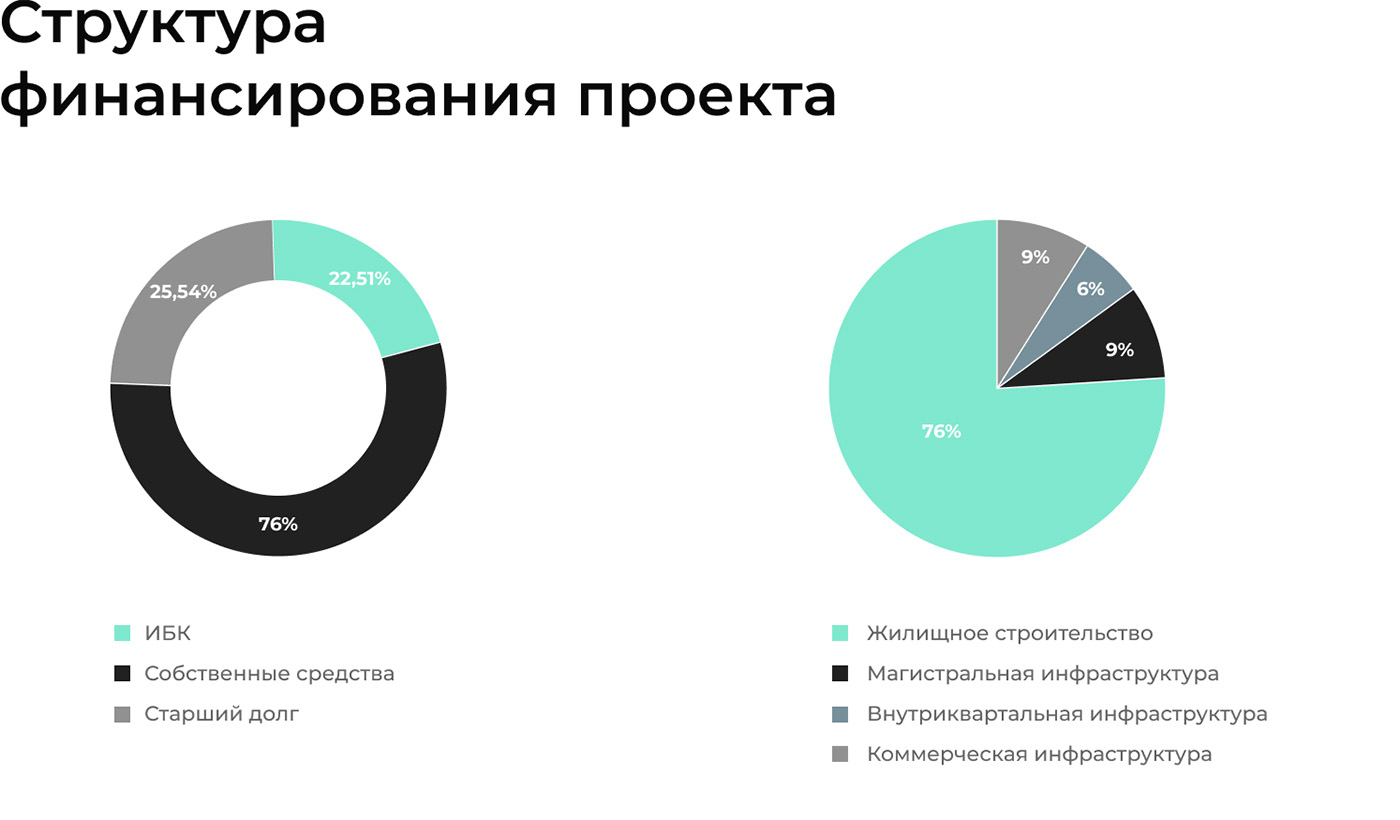 Структура
финансирования проекта
25,54%
22,51%
76%
ИБК
Собственные средства
Старший долг
9%
6%
9%
76%
Жилищное строительство
Магистральная инфраструктура
Внутриквартальная инфраструктура
Коммерческая инфраструктура